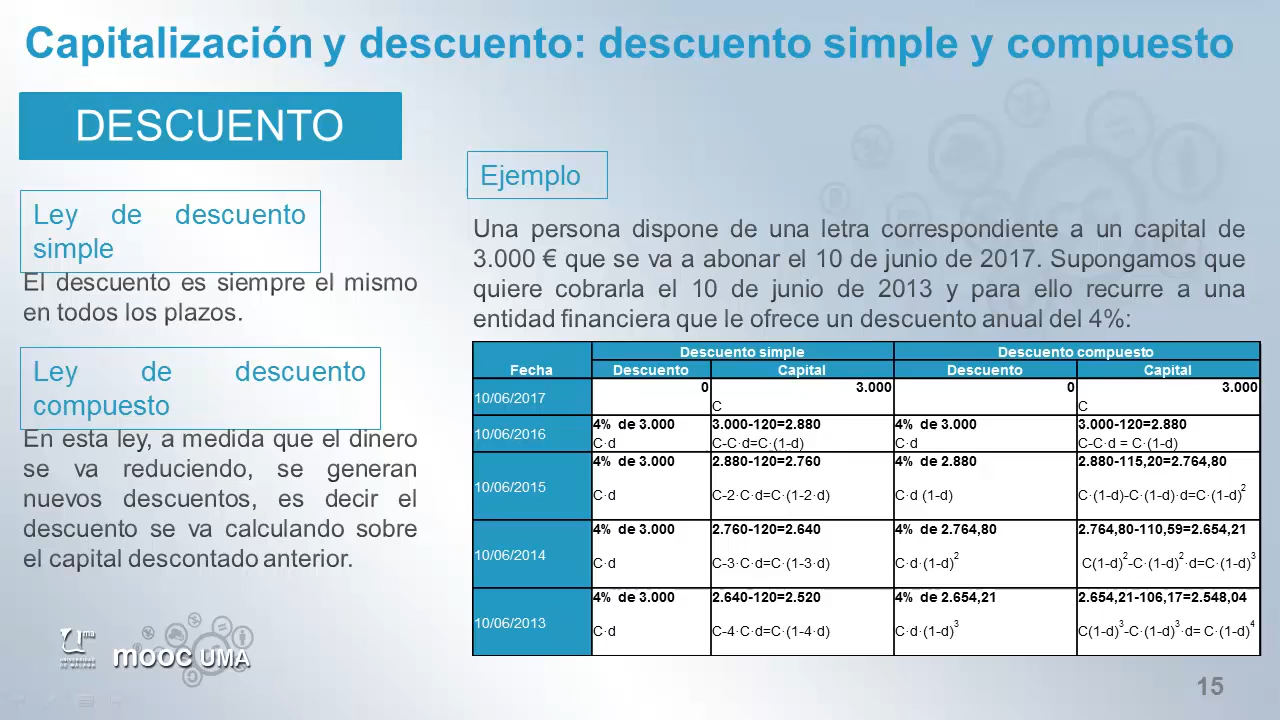 Capitalización y descuento: descuento simple y compuesto
DESCUENTO
Ley de descuento
simple
El descuento es siempre el mismo
en todos los plazos.
Ley de descuento
compuesto
En esta ley, a medida que el dinero
se va reduciendo, se generan
nuevos descuentos, es decir el
descuento se va calculando sobre
el capital descontado anterior.
Ejemplo
Una persona dispone de una letra correspondiente a un capital de
3.000 € que se va a abonar el 10 de junio de 2017. Supongamos que
quiere cobrarla el 10 de junio de 2013 y para ello recurre a una
entidad financiera que le ofrece un descuento anual del 4%:
Descuento simple Descuento compuesto
Fecha Descuento Capital Descuento Capital
10/06/2017 0 3.000 0 3.000
C C
10/06/2016 4% de 3.000 3.000-120=2.880 4% de 3.000 3.000-120=2.880
C·d C-C·d=C·(1-d) C·d C-C·d = C·(1-d)
10/06/2015 4% de 3.000 2.880-120=2.760 4% de 2.880 2.880-115,20=2.764,80
C·d C-2·C·d=C·(1-2·d) C·d (1-d) C·(1-d)-C·(1-d)·d=C·(1-d)²
10/06/2014 4% de 3.000 2.760-120=2.640 4% de 2.764,80 2.764,80-110,59=2.654,21
C·d C-3·C·d=C·(1-3·d) C·d·(1-d)² C(1-d)²-C·(1-d)²·d=C·(1-d)³
10/06/2013 4% de 3.000 2.640-120=2.520 4% de 2.654,21 2.654,21-106,17=2.548,04
C·d C-4·C·d=C·(1-4·d) C·d·(1-d)³ C(1-d)³-C·(1-d)³·d= C·(1-d)⁴
mooc UMA
15